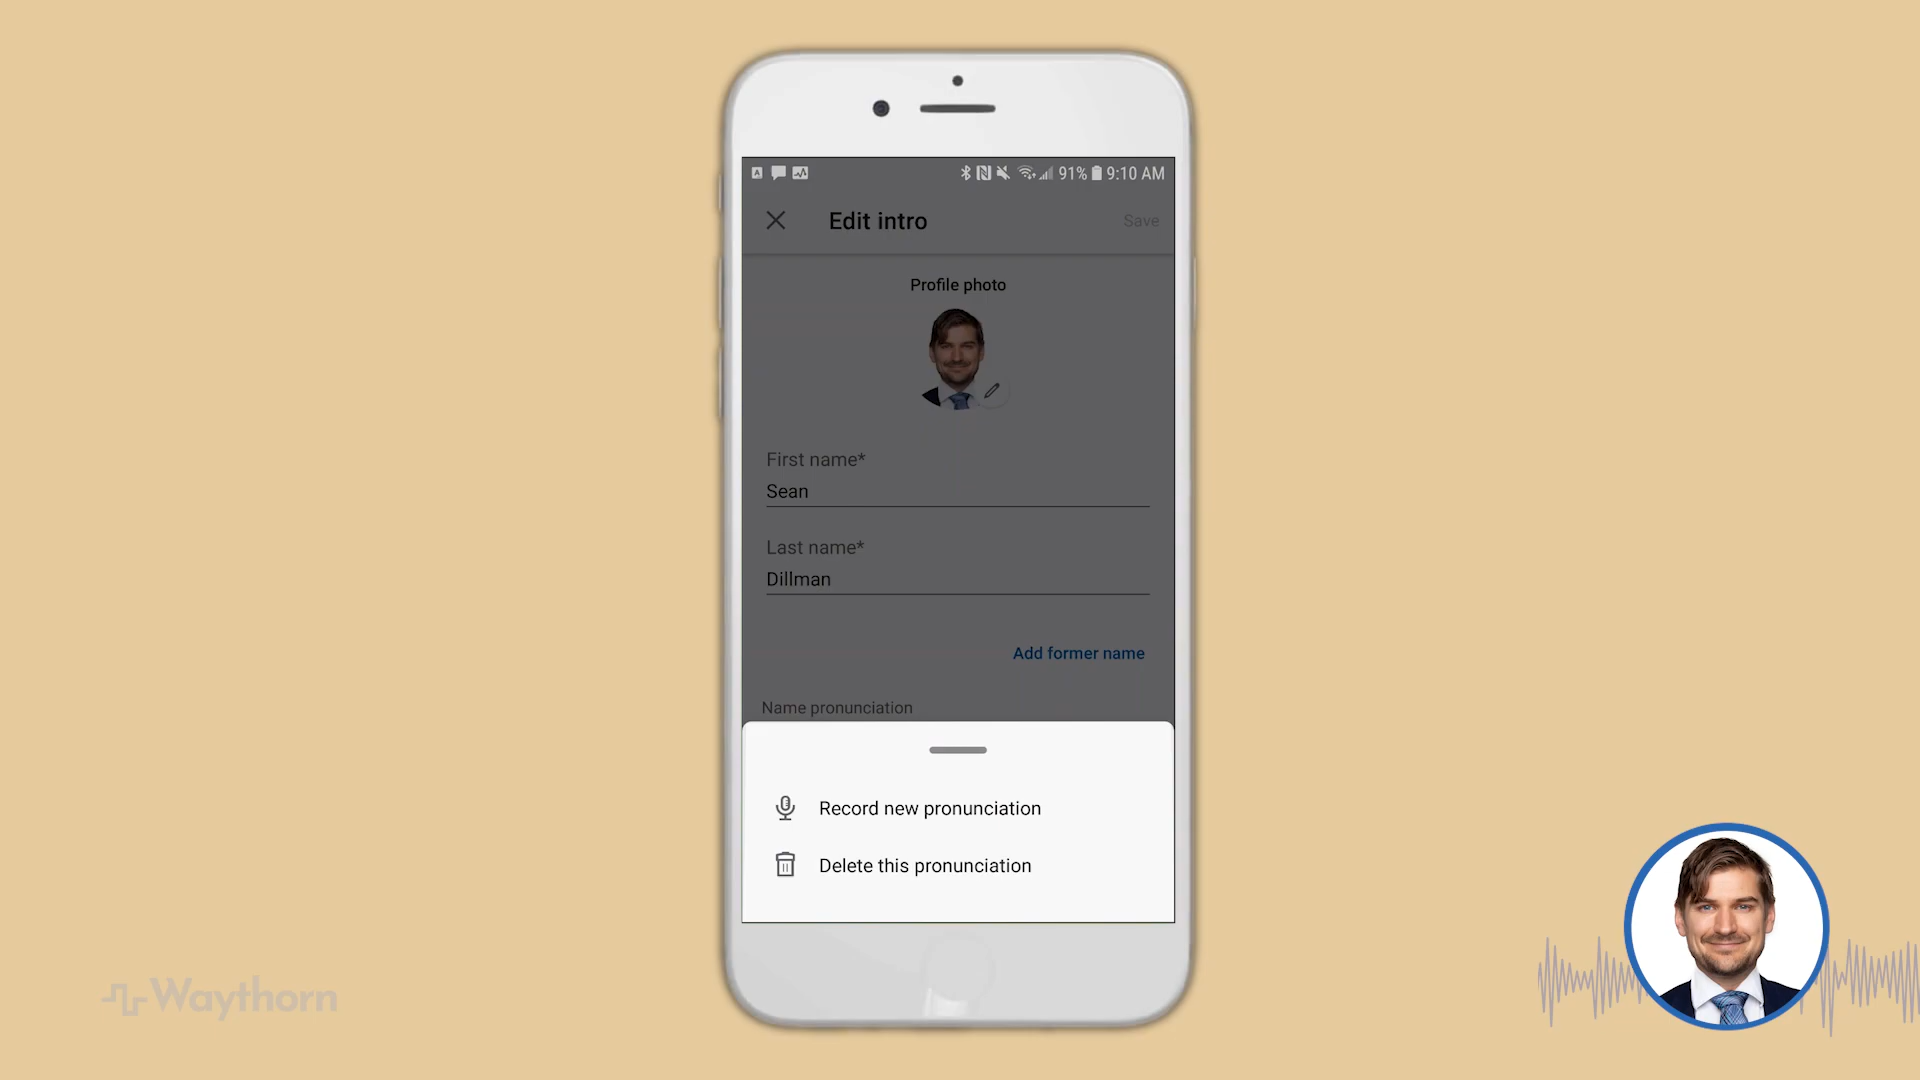 91% 9:10 AM
Edit intro
Save
Profile photo
First name*
Sean
Last name*
Dillman
Add former name
Name pronunciation
Record new pronunciation
Delete this pronunciation
Waythorn